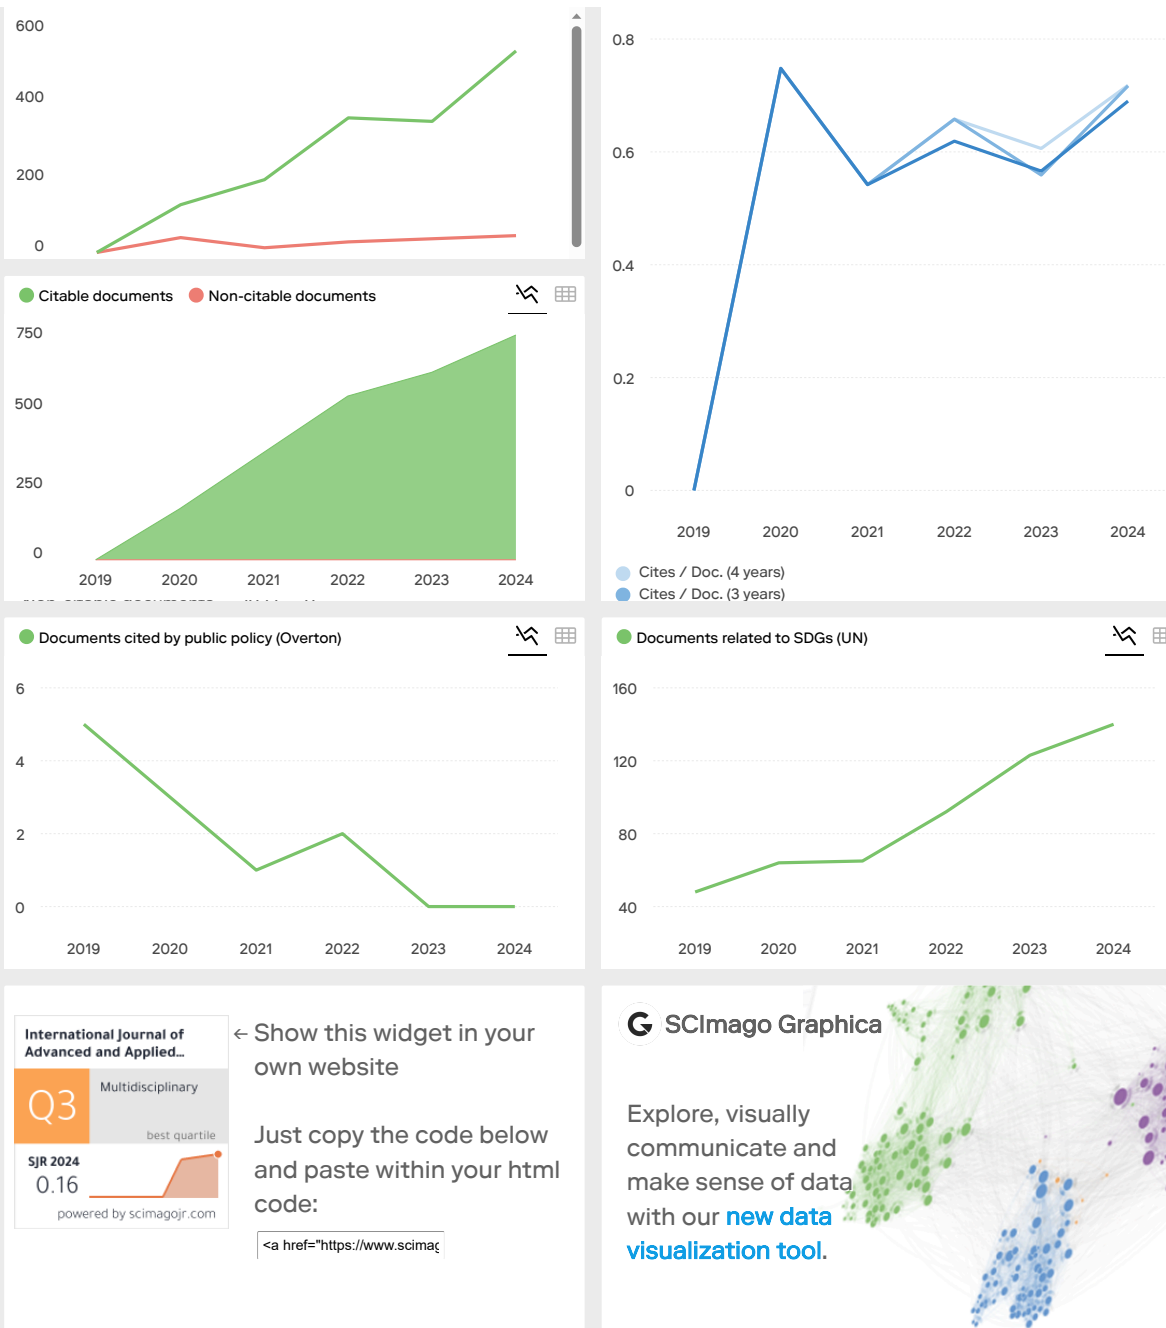 600
400
200
0
Citable documents
Non-citable documents
750
500
250
0
2019 2020 2021 2022 2023 2024
0.8
0.6
0.4
0.2
0
2019 2020 2021 2022 2023 2024
Cites / Doc. (4 years)
Cites / Doc. (3 years)
Documents cited by public policy (Overton)
6
4
2
0
2019 2020 2021 2022 2023 2024
Documents related to SDGs (UN)
160
120
80
40
2019 2020 2021 2022 2023 2024
International Journal of
Advanced and Applied...
Q3
Multidisciplinary
best quartile
SJR 2024
0.16
powered by scimagojr.com
← Show this widget in your
own website
Just copy the code below
and paste within your html
code:
<a href="https://www.scimag
SCImago Graphica
Explore, visually
communicate and
make sense of data
with our new data
visualization tool.